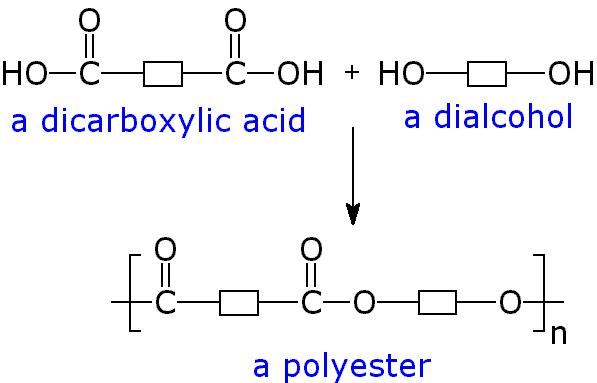 O O
HO C C OH + HO OH
a dicarboxylic acid a dialcohol
O O
C C O O
n
a polyester